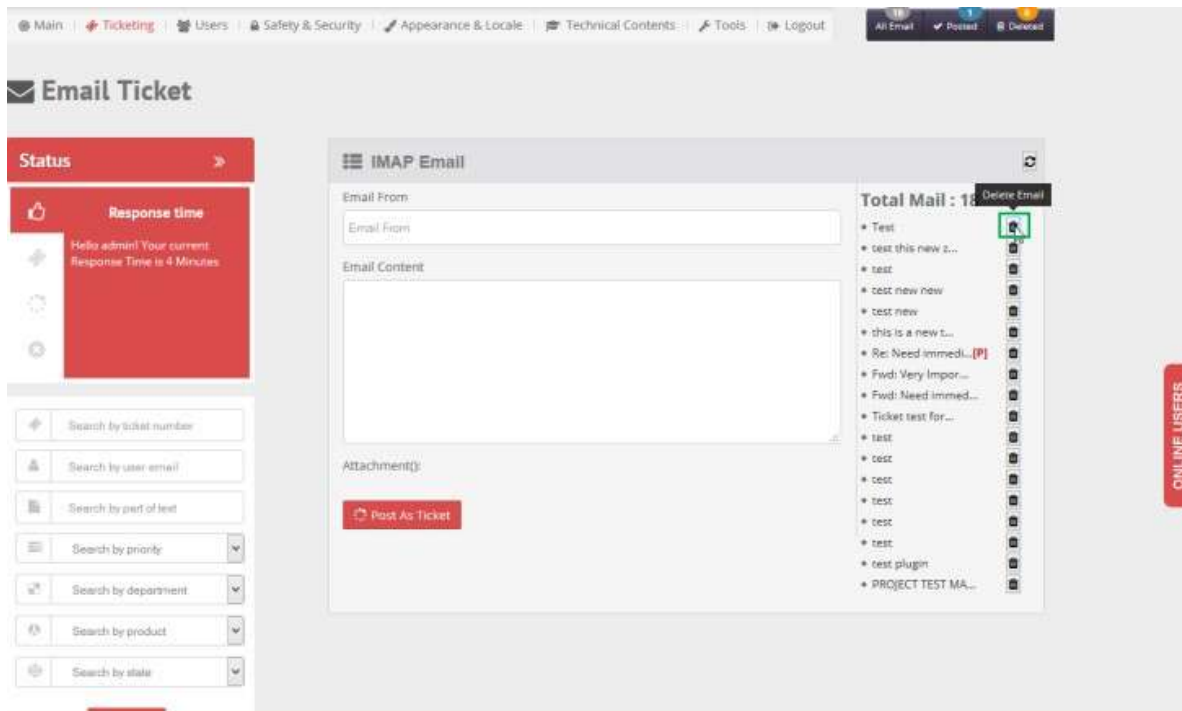 Main Ticketing Users Safety & Security Appearance & Locale Technical Contents Tools Logout
18 1
All Email Posted Deleted
Email Ticket
Status
Response time
Hello admin! Your current
Response Time is 4 Minutes
Search by ticket number
Search by user email
Search by part of text
Search by priority
Search by department
Search by product
Search by state
IMAP Email
Email From
Email From
Email Content
Attachment():
Post As Ticket
Delete Email
Total Mail : 18
Test
test this new z...
test
test new new
test new
this is a new t...
Re: Need immedi...[P]
Fwd: Very Impor...
Fwd: Need immed...
Ticket test for...
test
test
test
test
test
test
test plugin
PROJECT TEST MA...
ONLINE USERS